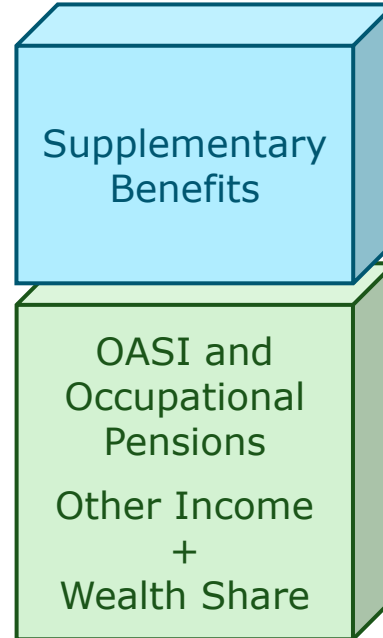 Supplementary
Benefits
OASI and
Occupational
Pensions
Other Income
+
Wealth Share